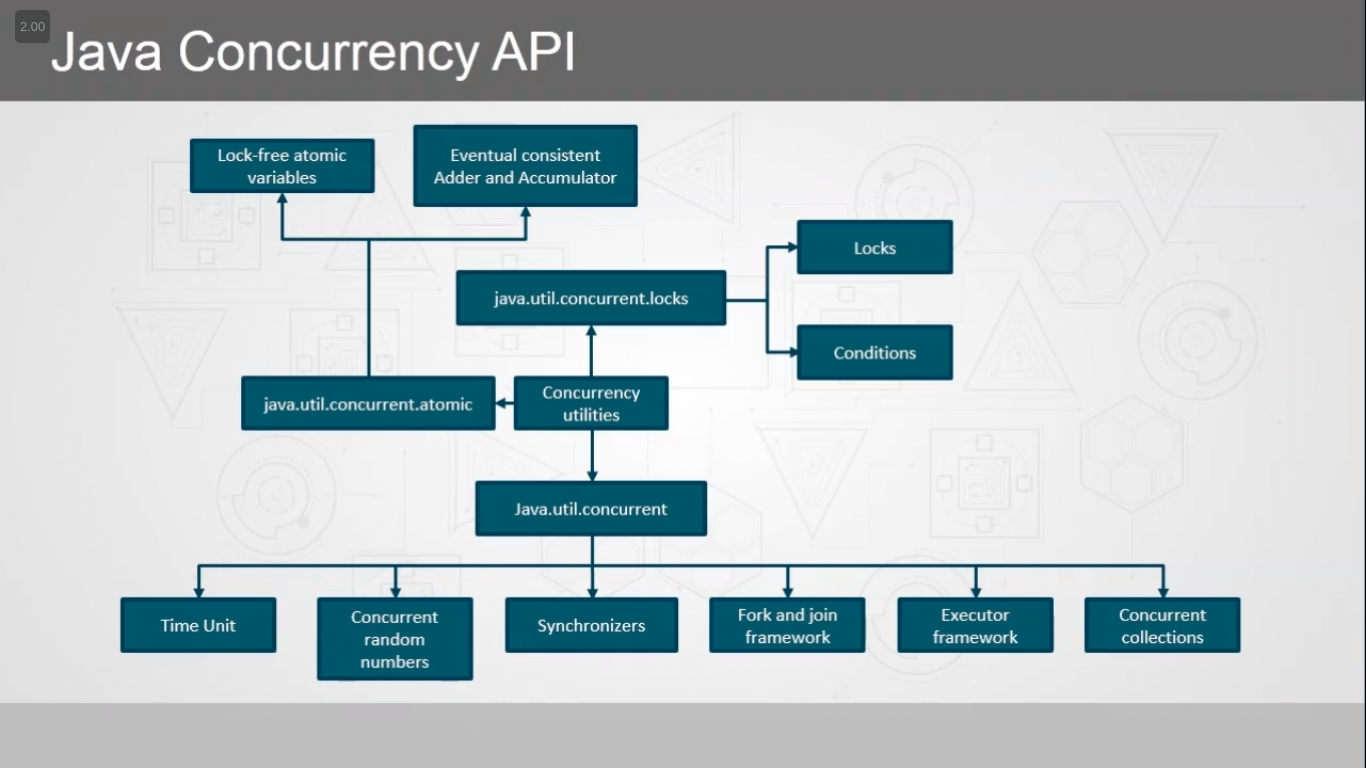 2.00
Java Concurrency API
Lock-free atomic
variables
Eventual consistent
Adder and Accumulator
Locks
java.util.concurrent.locks
Conditions
java.util.concurrent.atomic
Concurrency
utilities
Java.util.concurrent
Time Unit
Concurrent
random
numbers
Synchronizers
Fork and join
framework
Executor
framework
Concurrent
collections